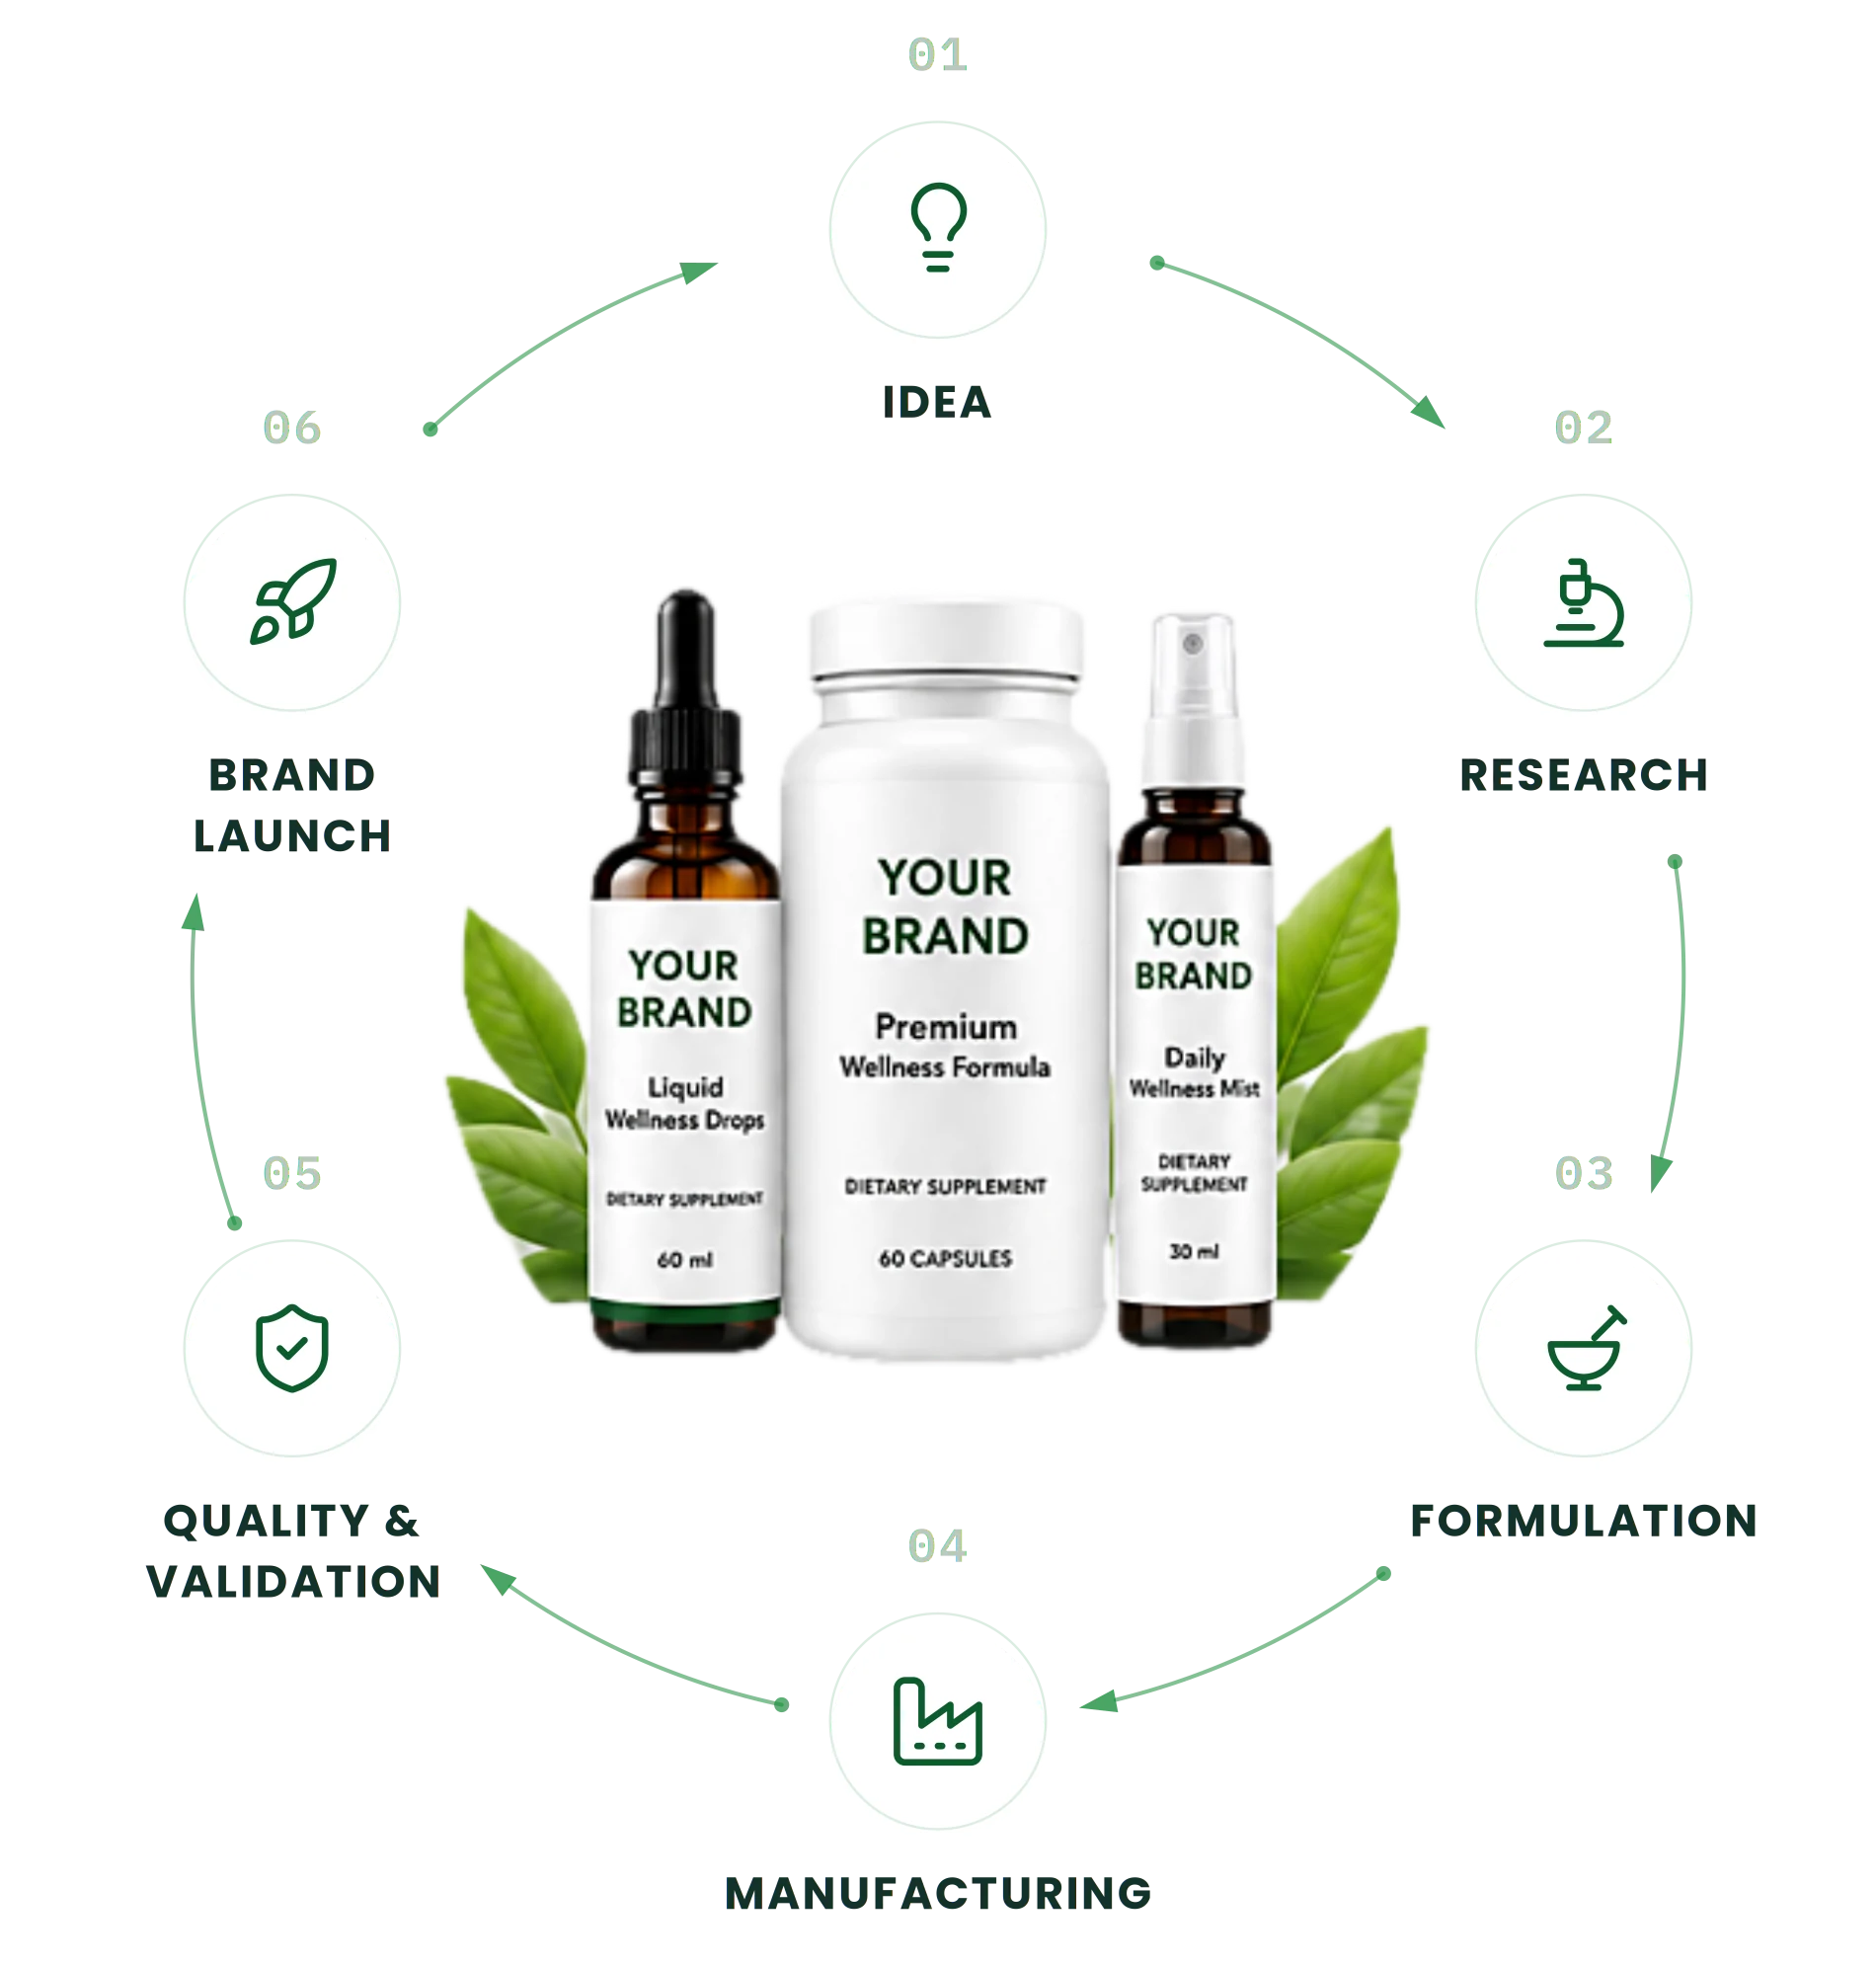 01
IDEA
02
RESEARCH
03
FORMULATION
04
MANUFACTURING
05
QUALITY &
VALIDATION
06
BRAND
LAUNCH
YOUR
BRAND
Liquid
Wellness Drops
DIETARY SUPPLEMENT
60 ml
YOUR
BRAND
Premium
Wellness Formula
DIETARY SUPPLEMENT
60 CAPSULES
YOUR
BRAND
Daily
Wellness Mist
DIETARY
SUPPLEMENT
30 ml